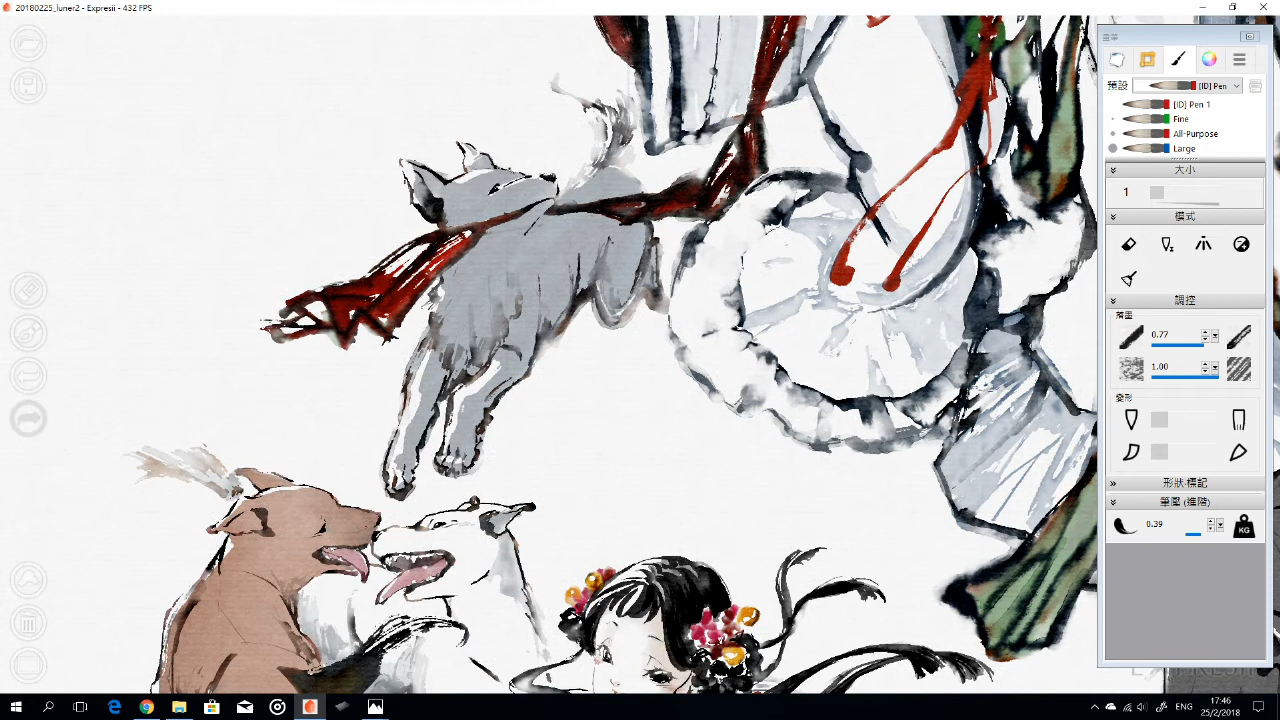 20180225_luner2 - Expresii - 432 FPS
預設
[ID] Pen
[ID] Pen 1
Fine
All-Purpose
Large
大小
1
模式
調控
0.77
1.00
變形
形狀.標記
筆壓 (進階)
0.39
KG
ENG
17:46
25/2/2018